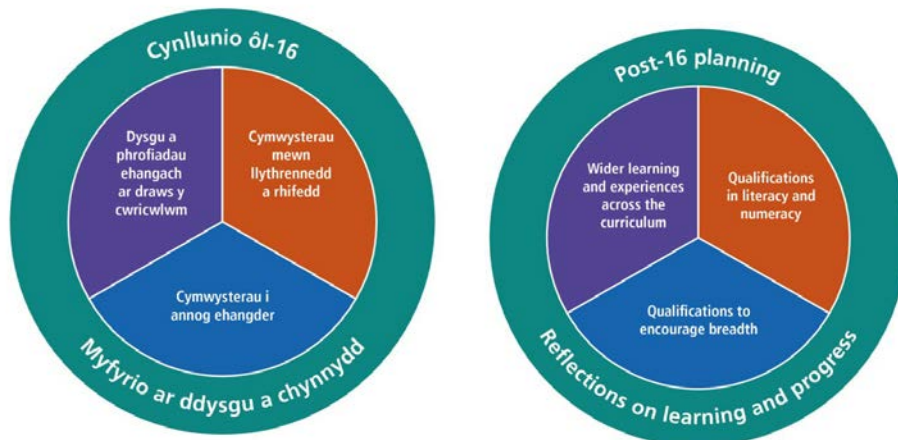 Cynllunio ôl-16
Dysgu a
phrofiadau
ehangach
ar draws y
cwricwlwm
Cymwysterau
mewn
llythrennedd
a rhifedd
Cymwysterau i
annog ehangder
Myfyrio ar ddysgu a chynnydd
Post-16 planning
Wider learning
and experiences
across the
curriculum
Qualifications
in literacy and
numeracy
Qualifications to
encourage breadth
Reflections on learning and progress